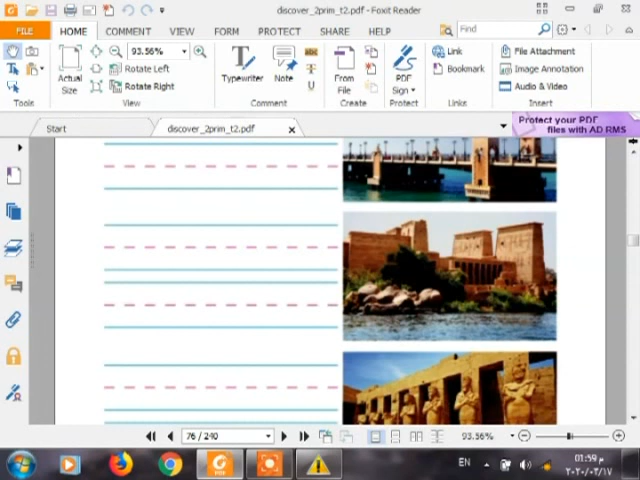 discover_2prim_t2.pdf - Foxit Reader
FILE HOME COMMENT VIEW FORM PROTECT SHARE HELP Find
Actual Size
93.56%
Rotate Left
Rotate Right
Typewriter
Note
From File
PDF Sign
Link
Bookmark
File Attachment
Image Annotation
Audio & Video
Tools View Comment Create Protect Links Insert
Start discover_2prim_t2.pdf
Protect your PDF files with AD RMS
76 / 240 93.56%
EN
٠١:٥٩ م
٢٠٢٠/٠٣/١٧